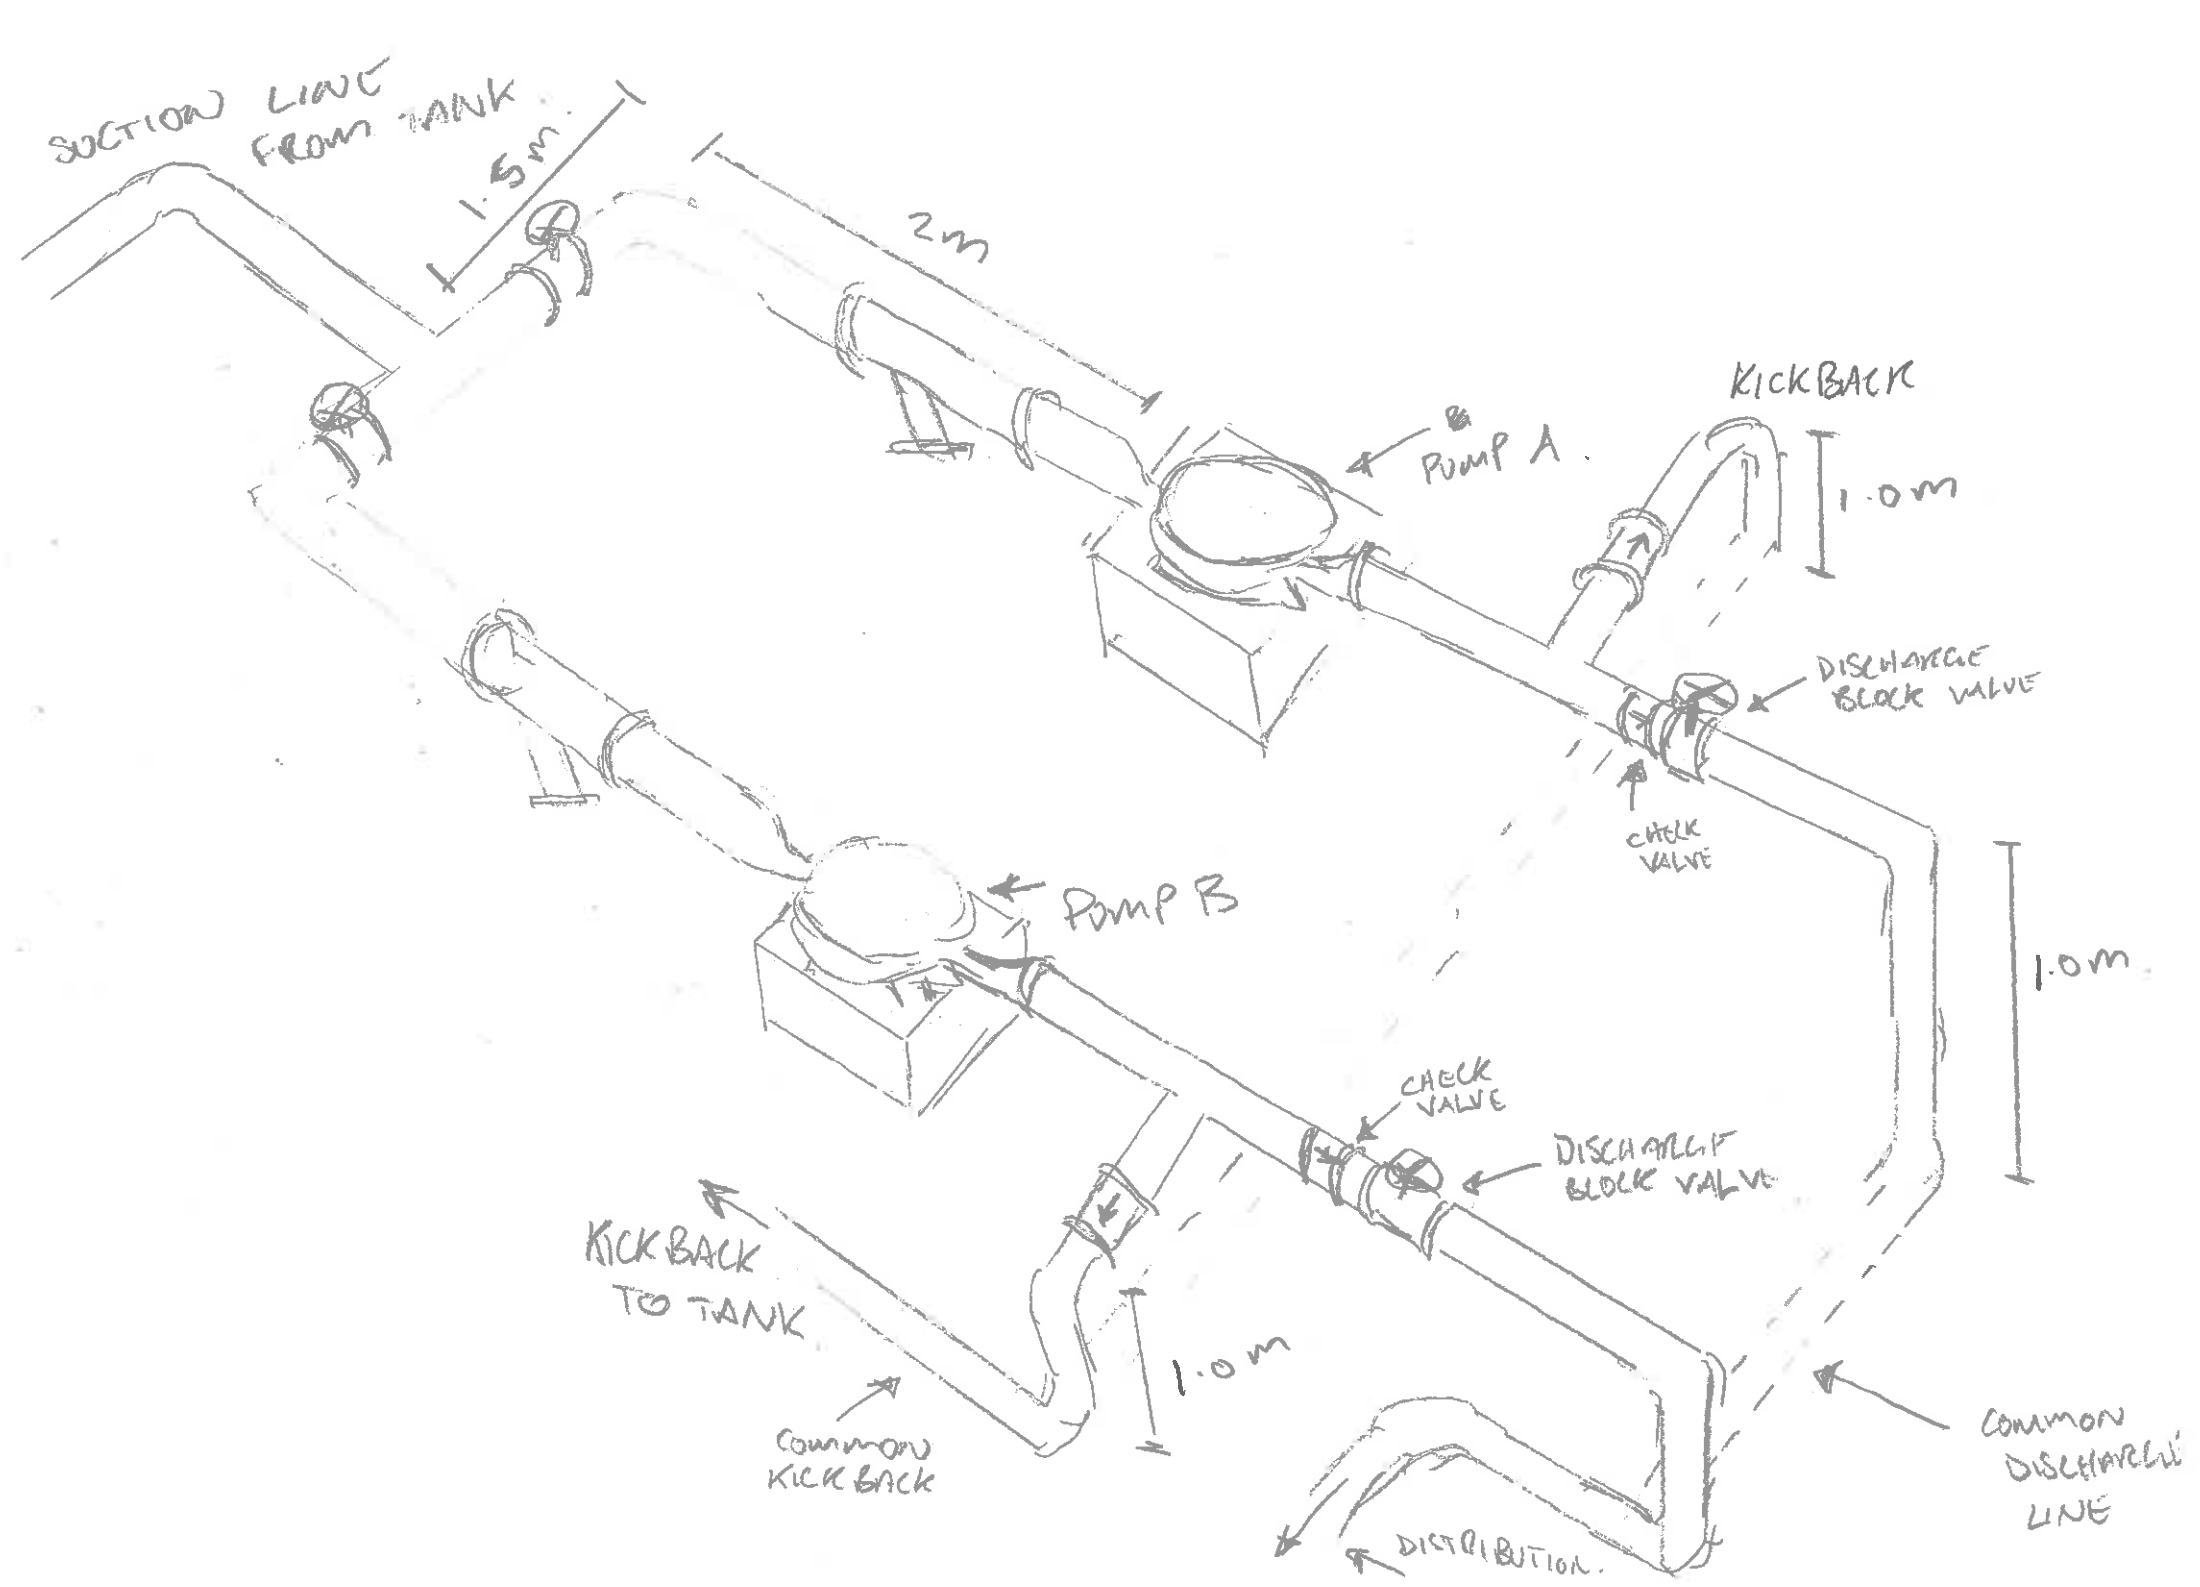 SUCTION LINE
FROM TANK
1.5m.
2m
KICKBACK
PUMP A.
1.0m
DISCHARGE
BLOCK VALVE
CHECK
VALVE
PUMP B
1.0m
CHECK
VALVE
DISCHARGE
BLOCK VALVE
KICKBACK
TO TANK
1.0m
COMMON
KICKBACK
COMMON
DISCHARGE
LINE
DISTRIBUTION.